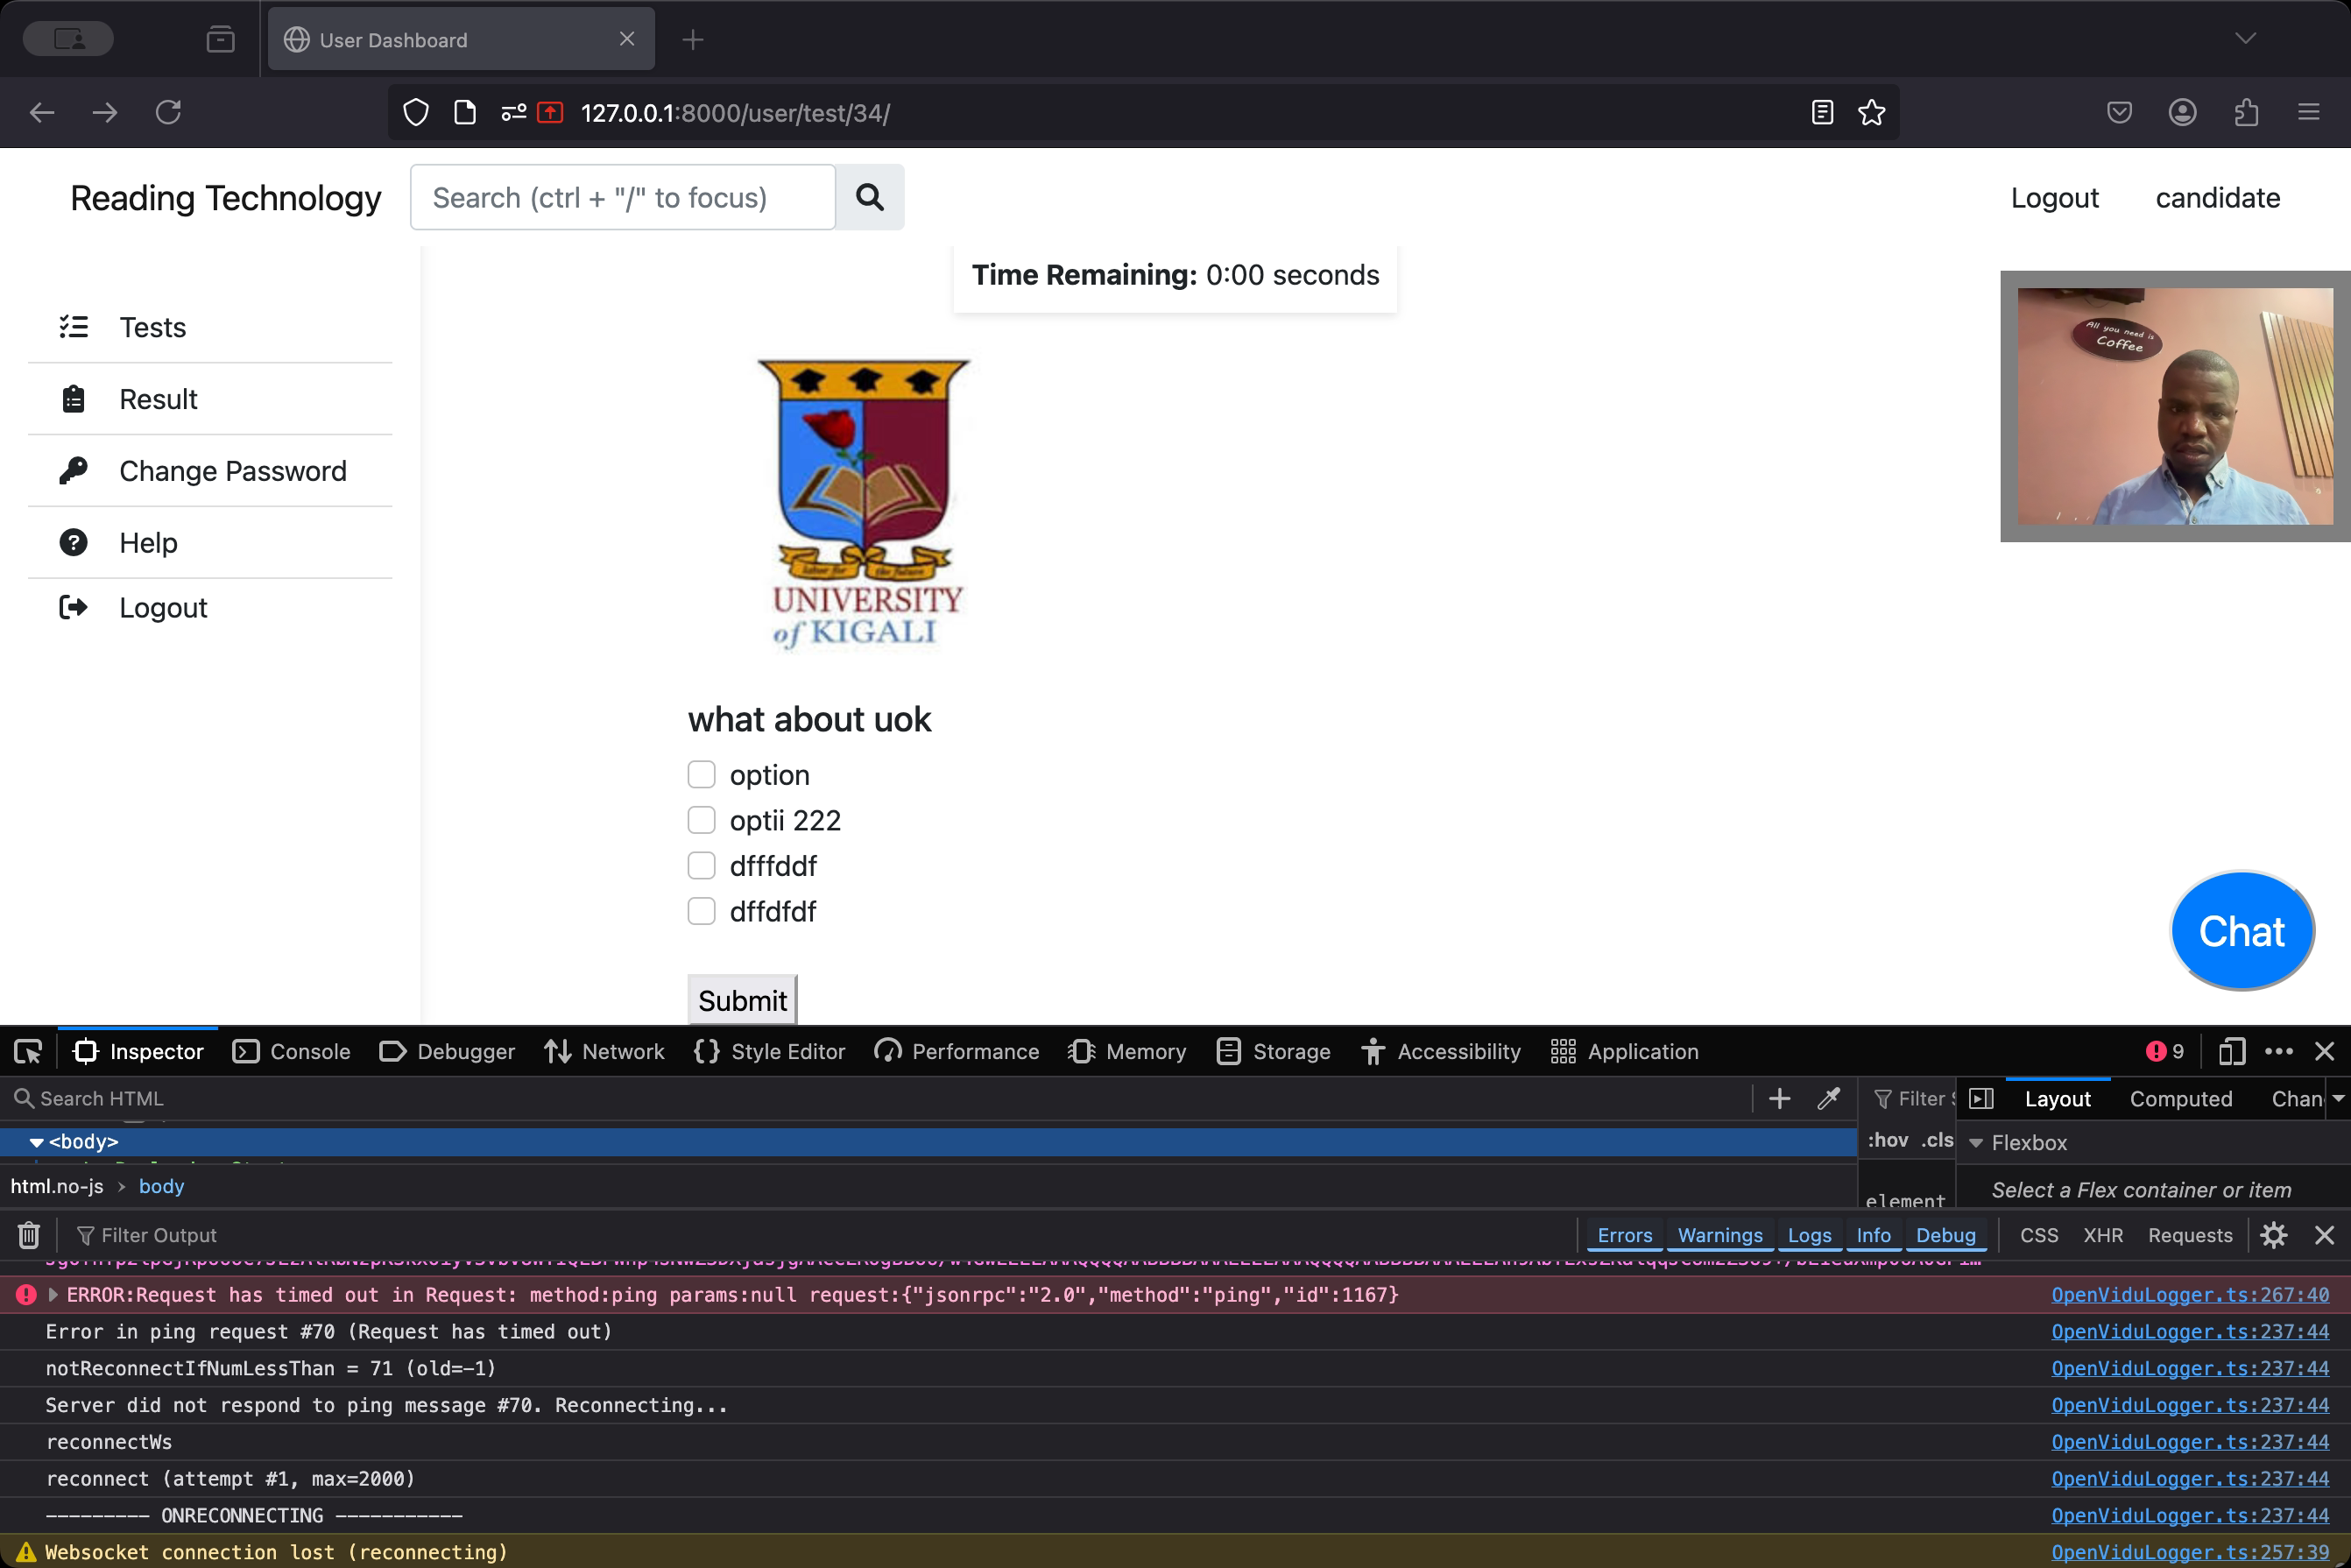 User Dashboard
127.0.0.1:8000/user/test/34/
Reading Technology
Search (ctrl + "/" to focus)
Logout
candidate
Time Remaining: 0:00 seconds
Tests
Result
Change Password
Help
Logout
All you need is
Coffee
UNIVERSITY
of KIGALI
what about uok
option
optii 222
dfffddf
dffdfdf
Submit
Chat
Inspector
Console
Debugger
Network
Style Editor
Performance
Memory
Storage
Accessibility
Application
9
Search HTML
Filter S
Layout
Computed
Chan
<body>
:hov .cls
Flexbox
html.no-js › body
element
Select a Flex container or item
Filter Output
Errors
Warnings
Logs
Info
Debug
CSS
XHR
Requests
ERROR:Request has timed out in Request: method:ping params:null request:{"jsonrpc":"2.0","method":"ping","id":1167} OpenViduLogger.ts:267:40
Error in ping request #70 (Request has timed out) OpenViduLogger.ts:237:44
notReconnectIfNumLessThan = 71 (old=-1) OpenViduLogger.ts:237:44
Server did not respond to ping message #70. Reconnecting... OpenViduLogger.ts:237:44
reconnectWs OpenViduLogger.ts:237:44
reconnect (attempt #1, max=2000) OpenViduLogger.ts:237:44
--------- ONRECONNECTING ----------- OpenViduLogger.ts:237:44
Websocket connection lost (reconnecting) OpenViduLogger.ts:257:39